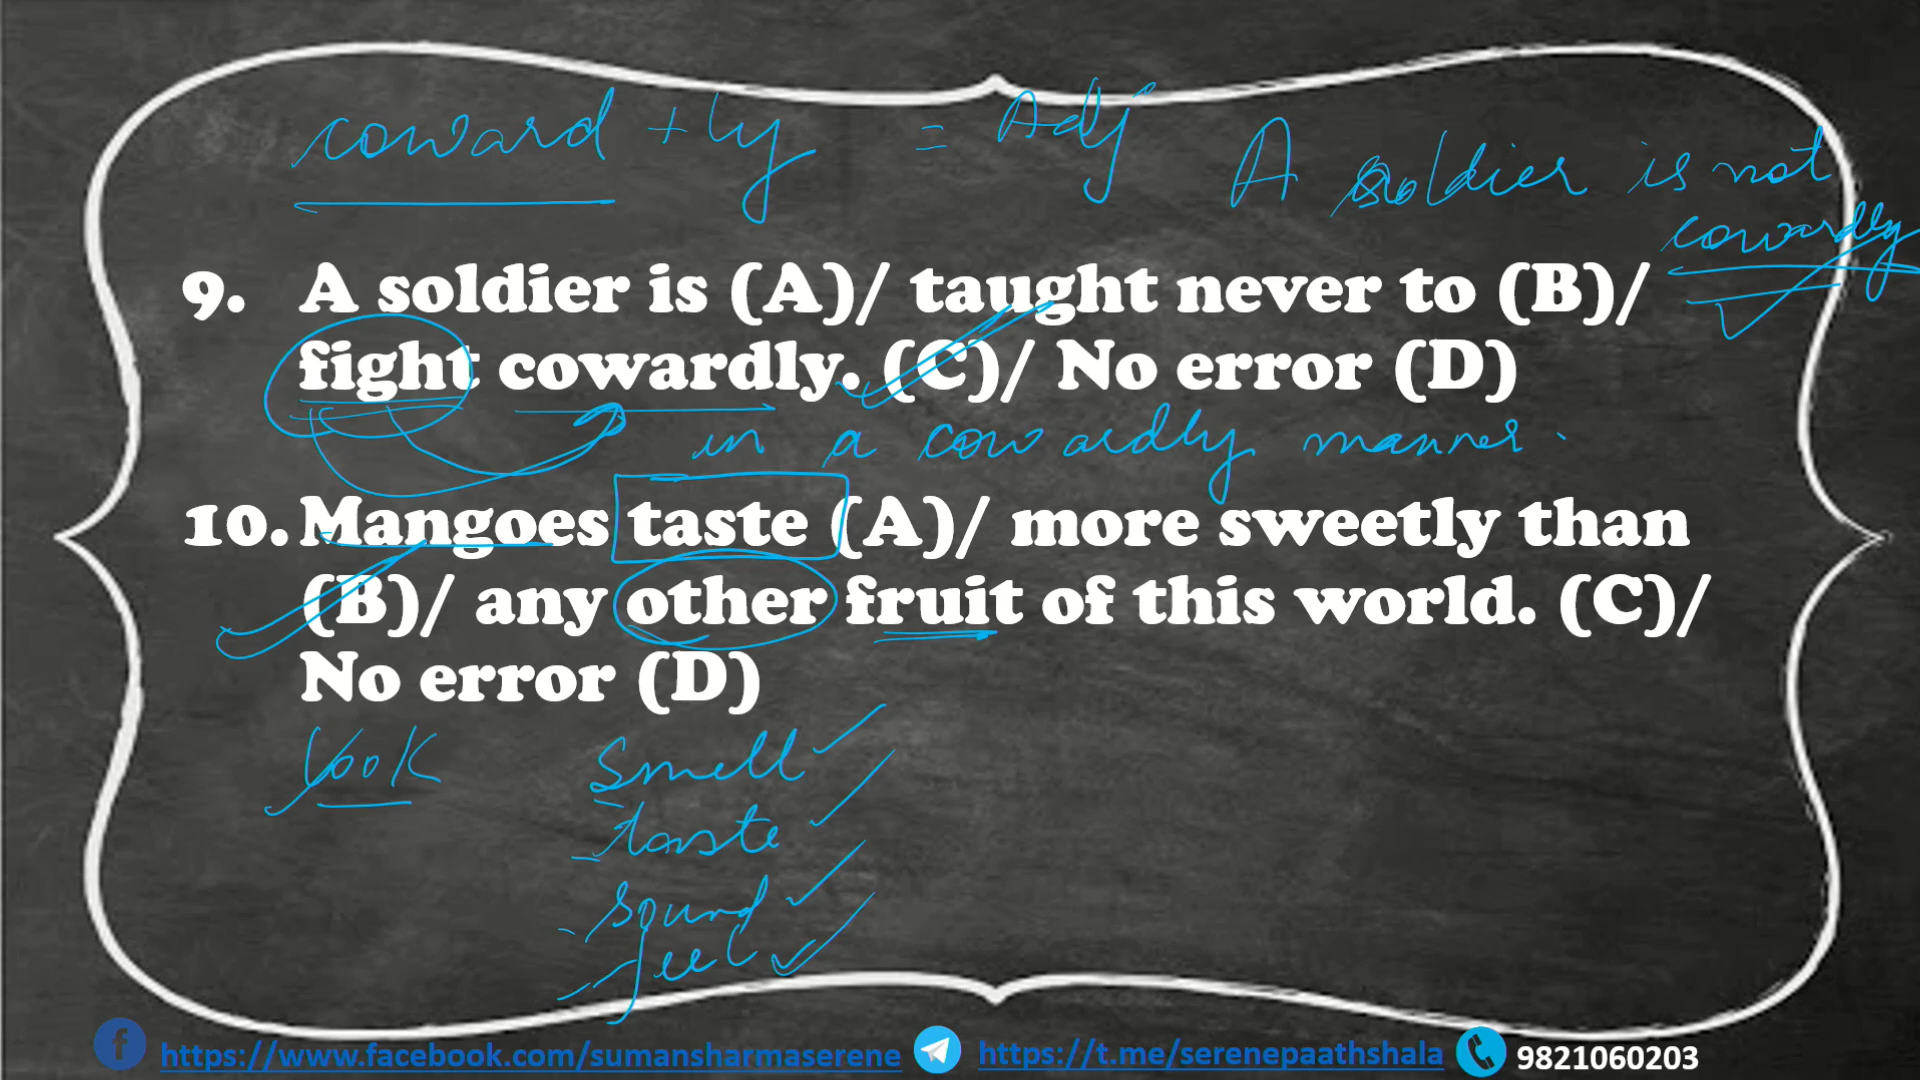 coward + ly = Adj
A soldier is not
cowardly
9. A soldier is (A)/ taught never to (B)/
fight cowardly. (C)/ No error (D)
in a cowardly manner.
10. Mangoes taste (A)/ more sweetly than
(B)/ any other fruit of this world. (C)/
No error (D)
look
smell
taste
sound
feel
https://www.facebook.com/sumansharmaserene
https://t.me/serenepaathshala
9821060203